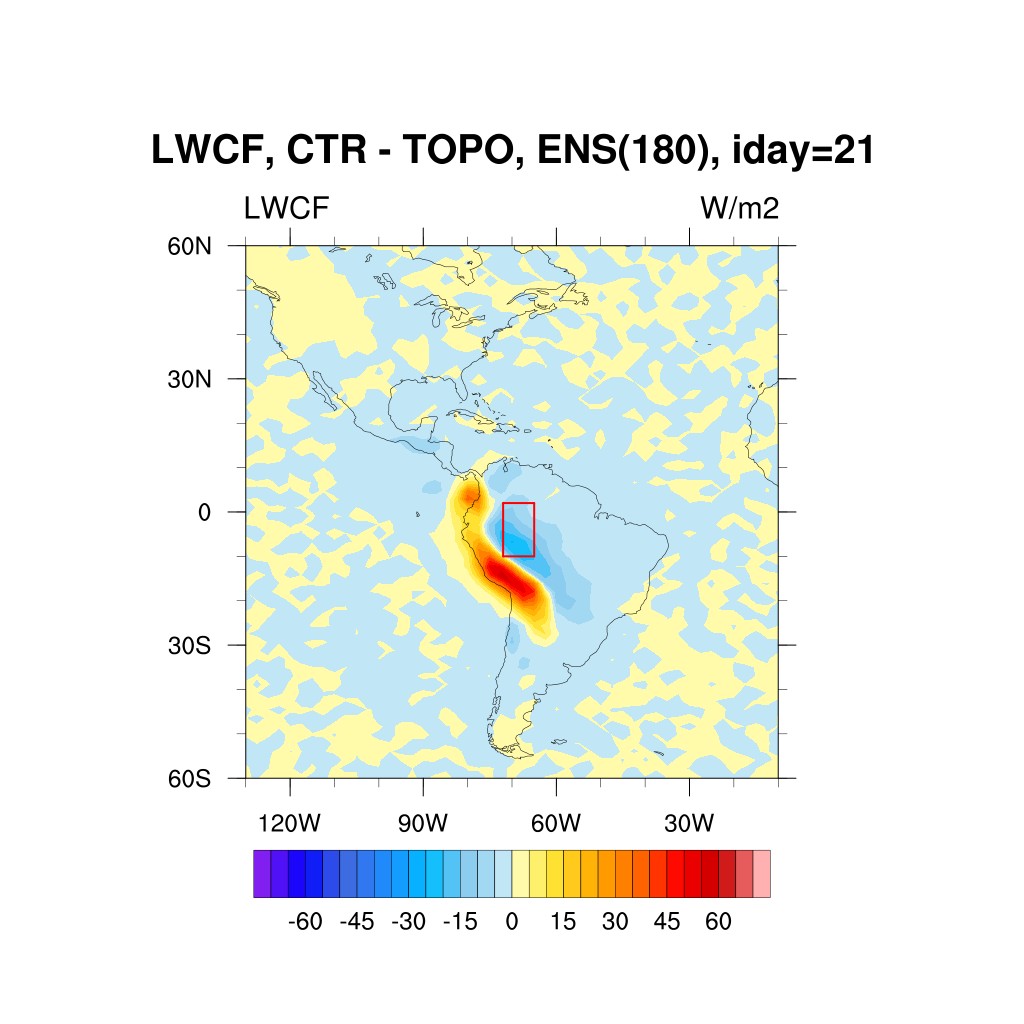 LWCF, CTR - TOPO, ENS(180), iday=21
LWCF W/m2
60N
30N
0
30S
60S
120W 90W 60W 30W
-60 -45 -30 -15 0 15 30 45 60